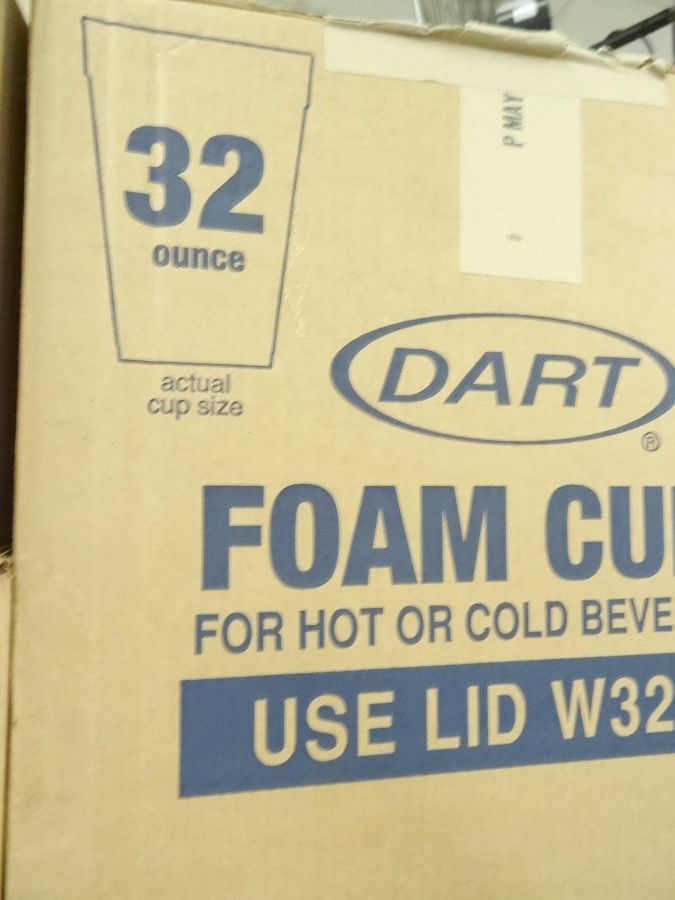 32
ounce
actual
cup size
P MAY
DART
®
FOAM CU
FOR HOT OR COLD BEVE
USE LID W32